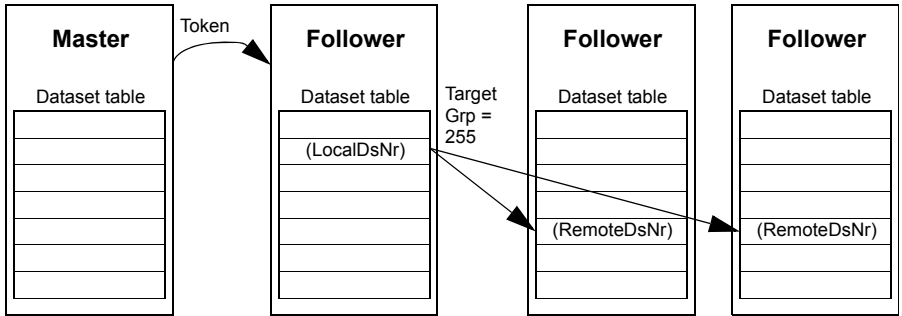 Master
Token
Follower
Follower
Follower
Dataset table
Dataset table
Target
Grp =
255
Dataset table
Dataset table
(LocalDsNr)
(RemoteDsNr)
(RemoteDsNr)